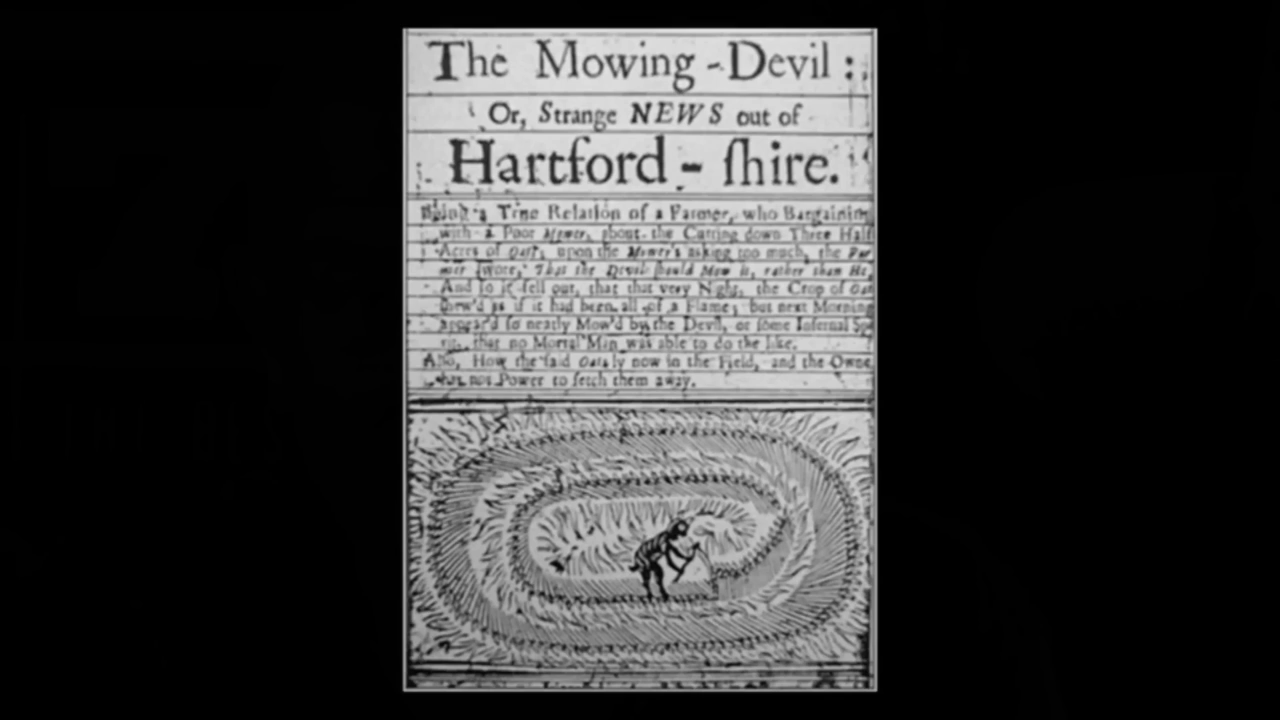 The Mowing-Devil:
Or, Strange NEWS out of
Hartford-ſhire.
Being a True Relation of a Farmer, who Bargaining
with a Poor Mower, about the Cutting down Three Half
Acres of Oats; upon the Mower's asking too much, the Far
mer ſwore, That the Devil ſhould Mow it, rather than He.
And ſo it fell out, that that very Night, the Crop of Oat
ſhew'd as if it had been all of a Flame; but next Morning
appear'd ſo neatly Mow'd by the Devil, or ſome Infernal Spi
rit, that no Mortal Man was able to do the like.
Alſo, How the ſaid Oats ly now in the Field, and the Owne
has not Power to fetch them away.